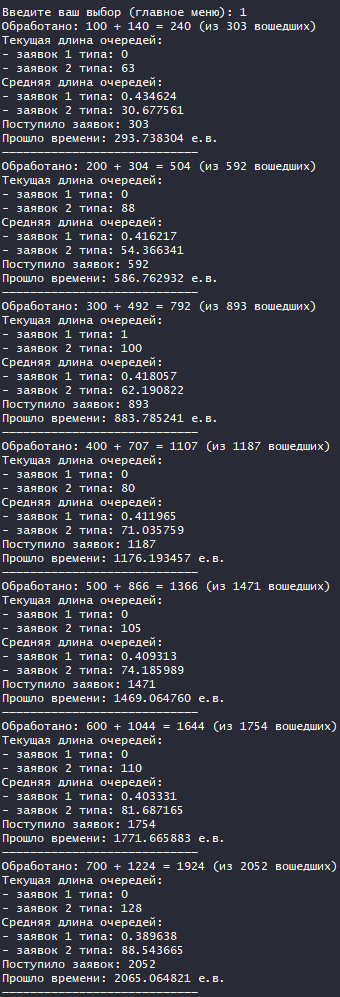 Введите ваш выбор (главное меню): 1
Обработано: 100 + 140 = 240 (из 303 вошедших)
Текущая длина очередей:
- заявок 1 типа: 0
- заявок 2 типа: 63
Средняя длина очередей:
- заявок 1 типа: 0.434624
- заявок 2 типа: 30.677561
Поступило заявок: 303
Прошло времени: 293.738304 е.в.
____________________________
Обработано: 200 + 304 = 504 (из 592 вошедших)
Текущая длина очередей:
- заявок 1 типа: 0
- заявок 2 типа: 88
Средняя длина очередей:
- заявок 1 типа: 0.416217
- заявок 2 типа: 54.366341
Поступило заявок: 592
Прошло времени: 586.762932 е.в.
____________________________
Обработано: 300 + 492 = 792 (из 893 вошедших)
Текущая длина очередей:
- заявок 1 типа: 1
- заявок 2 типа: 100
Средняя длина очередей:
- заявок 1 типа: 0.418057
- заявок 2 типа: 62.190822
Поступило заявок: 893
Прошло времени: 883.785241 е.в.
____________________________
Обработано: 400 + 707 = 1107 (из 1187 вошедших)
Текущая длина очередей:
- заявок 1 типа: 0
- заявок 2 типа: 80
Средняя длина очередей:
- заявок 1 типа: 0.411965
- заявок 2 типа: 71.035759
Поступило заявок: 1187
Прошло времени: 1176.193457 е.в.
____________________________
Обработано: 500 + 866 = 1366 (из 1471 вошедших)
Текущая длина очередей:
- заявок 1 типа: 0
- заявок 2 типа: 105
Средняя длина очередей:
- заявок 1 типа: 0.409313
- заявок 2 типа: 74.185989
Поступило заявок: 1471
Прошло времени: 1469.064760 е.в.
____________________________
Обработано: 600 + 1044 = 1644 (из 1754 вошедших)
Текущая длина очередей:
- заявок 1 типа: 0
- заявок 2 типа: 110
Средняя длина очередей:
- заявок 1 типа: 0.403331
- заявок 2 типа: 81.687165
Поступило заявок: 1754
Прошло времени: 1771.665883 е.в.
____________________________
Обработано: 700 + 1224 = 1924 (из 2052 вошедших)
Текущая длина очередей:
- заявок 1 типа: 0
- заявок 2 типа: 128
Средняя длина очередей:
- заявок 1 типа: 0.389638
- заявок 2 типа: 88.543665
Поступило заявок: 2052
Прошло времени: 2065.064821 е.в.
____________________________